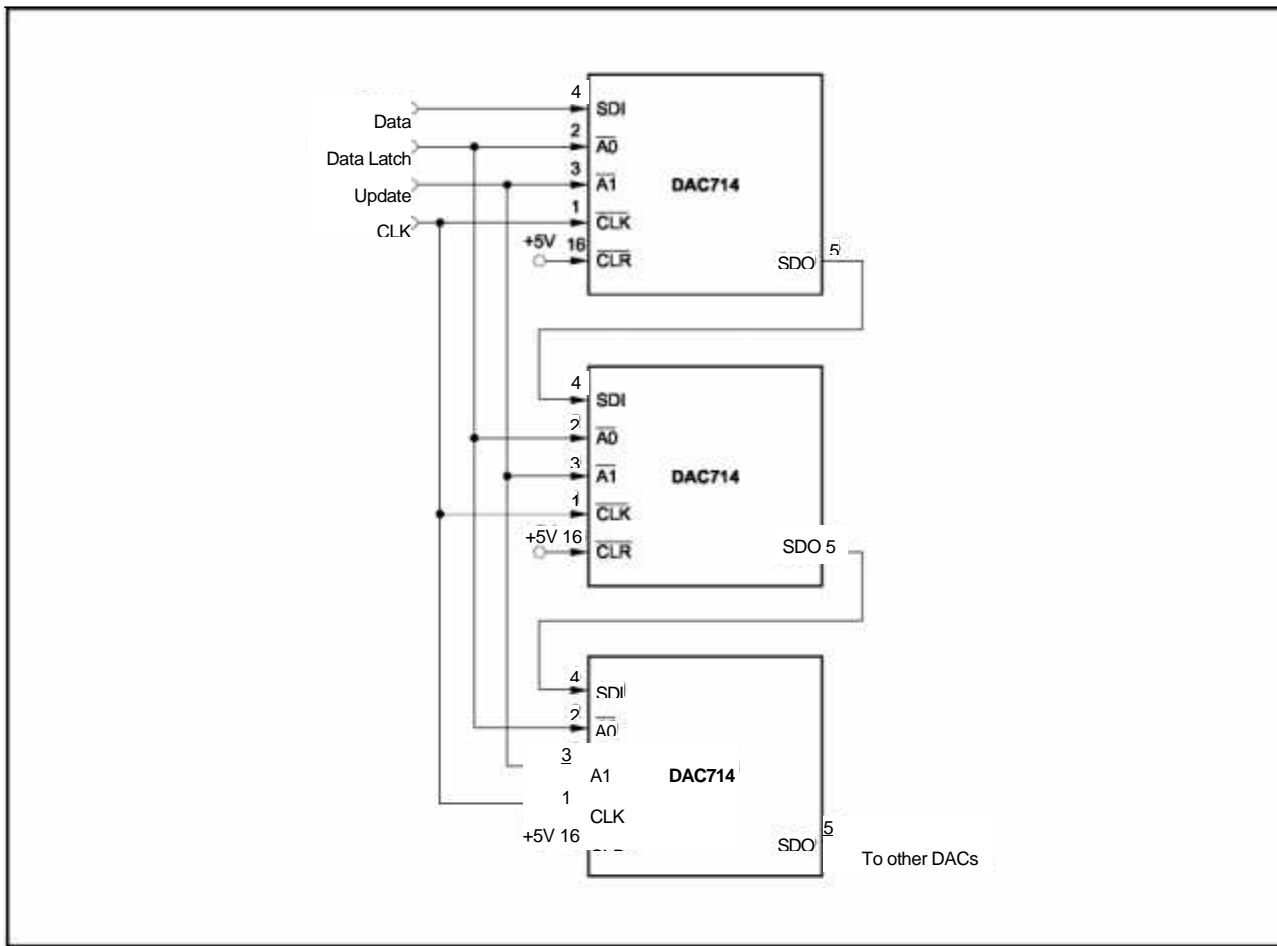 Data
Data Latch
Update
CLK
4
SDI
2
A0
3
A1
DAC714
1
CLK
+5V 16
CLR
SDO 5
4
SDI
2
A0
3
A1
DAC714
1
CLK
+5V 16
CLR
SDO 5
4
SDI
2
A0
3
A1
DAC714
1
CLK
+5V 16
SDO 5
To other DACs